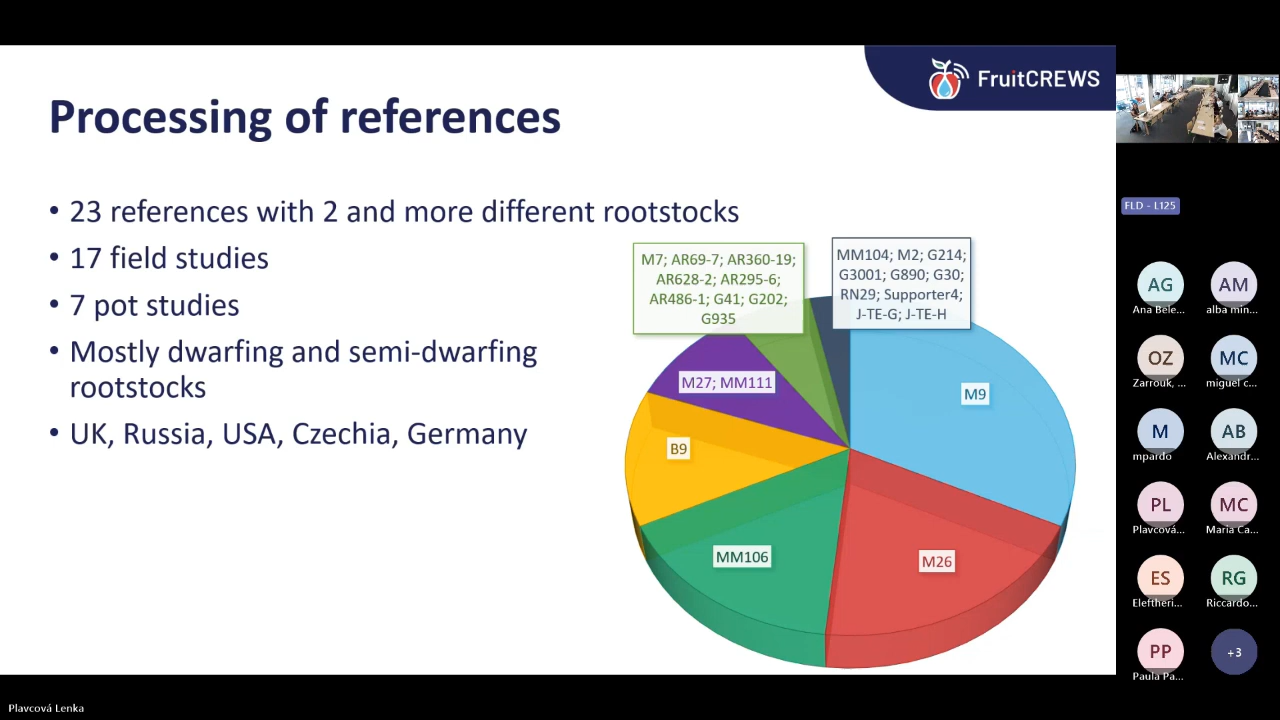 FruitCREWS
Processing of references
• 23 references with 2 and more different rootstocks
• 17 field studies
• 7 pot studies
• Mostly dwarfing and semi-dwarfing
rootstocks
• UK, Russia, USA, Czechia, Germany
M7; AR69-7; AR360-19;
AR628-2; AR295-6;
AR486-1; G41; G202;
G935
MM104; M2; G214;
G3001; G890; G30;
RN29; Supporter4;
J-TE-G; J-TE-H
M27; MM111
M9
B9
MM106
M26
FLD - L125
AG
Ana Bele...
AM
alba min...
OZ
Zarrouk, ...
MC
miguel c...
M
mpardo
AB
Alexandr...
PL
Plavcová...
MC
Maria Ca...
ES
Eleftheri...
RG
Riccardo...
PP
Paula Pa...
+3
Plavcová Lenka